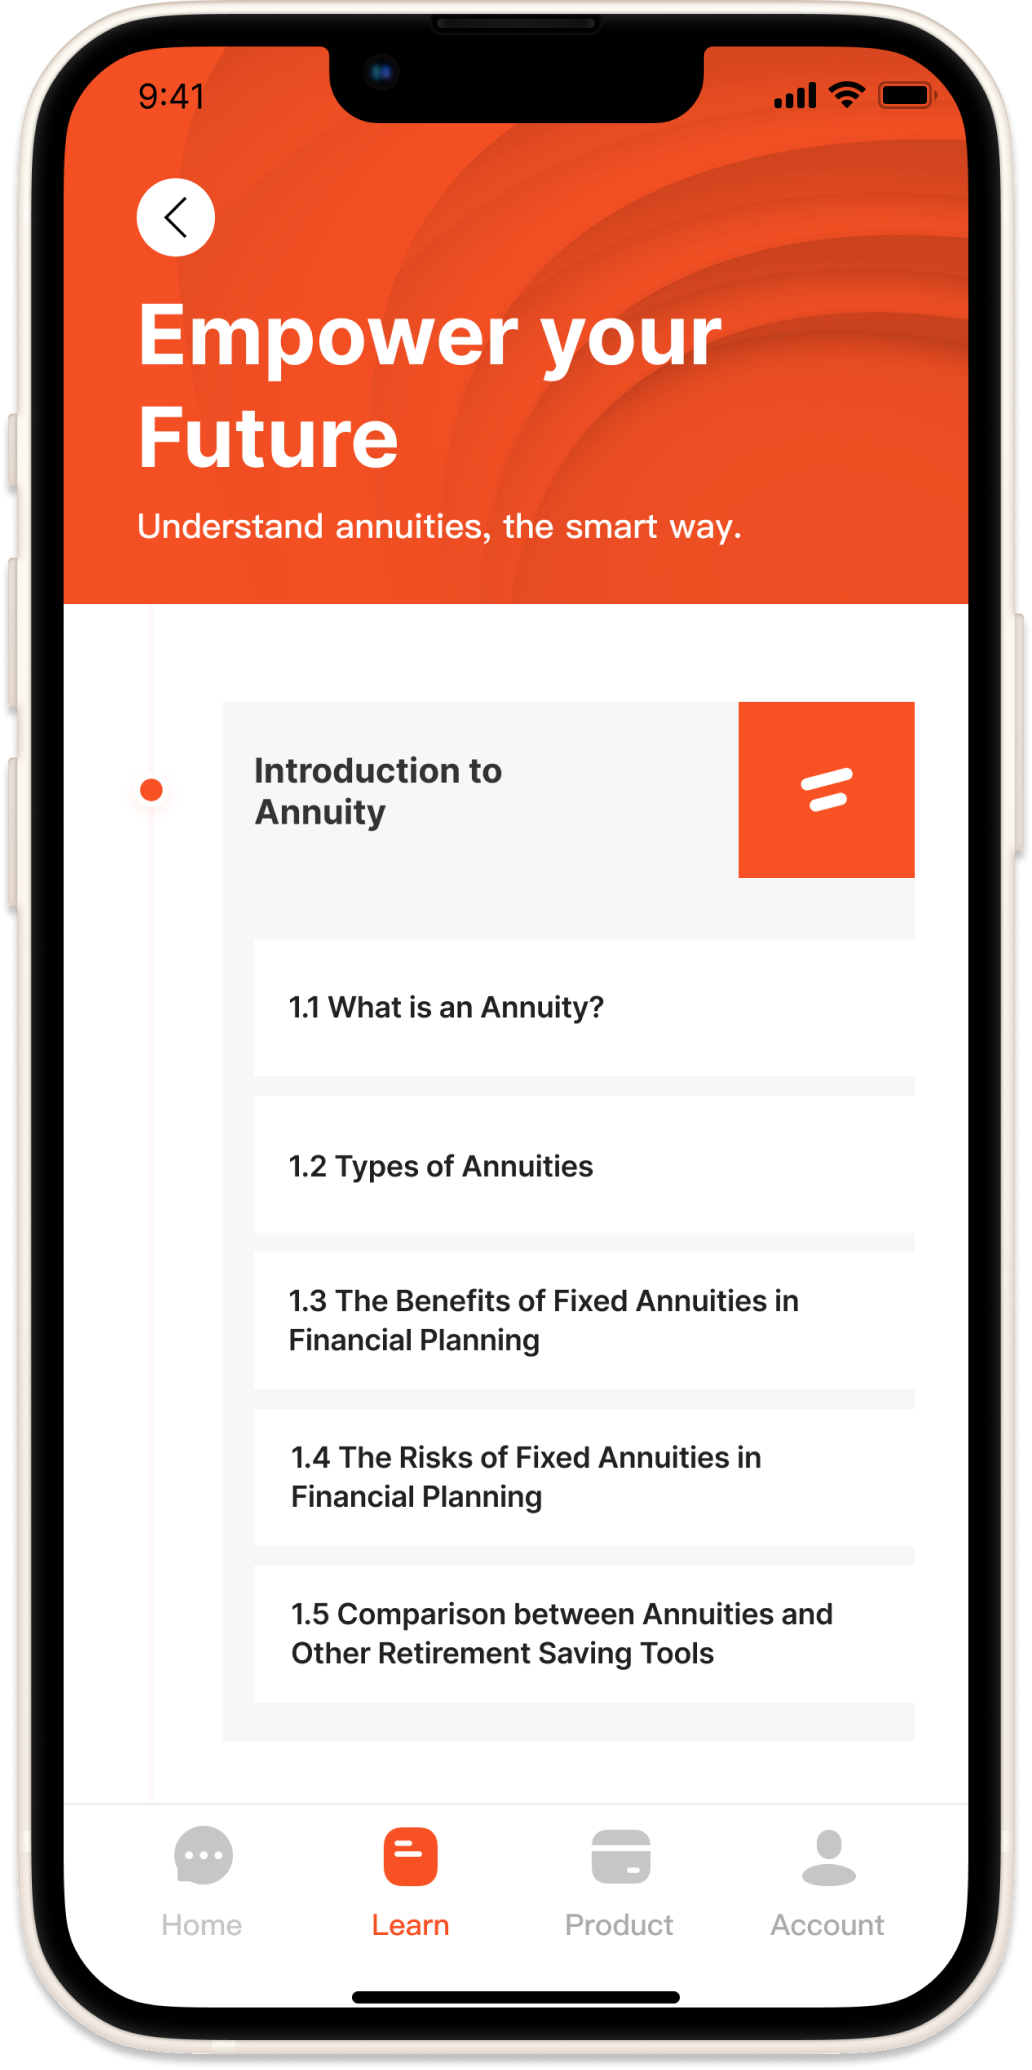 9:41
Empower your
Future
Understand annuities, the smart way.
Introduction to
Annuity
1.1 What is an Annuity?
1.2 Types of Annuities
1.3 The Benefits of Fixed Annuities in
Financial Planning
1.4 The Risks of Fixed Annuities in
Financial Planning
1.5 Comparison between Annuities and
Other Retirement Saving Tools
Home
Learn
Product
Account